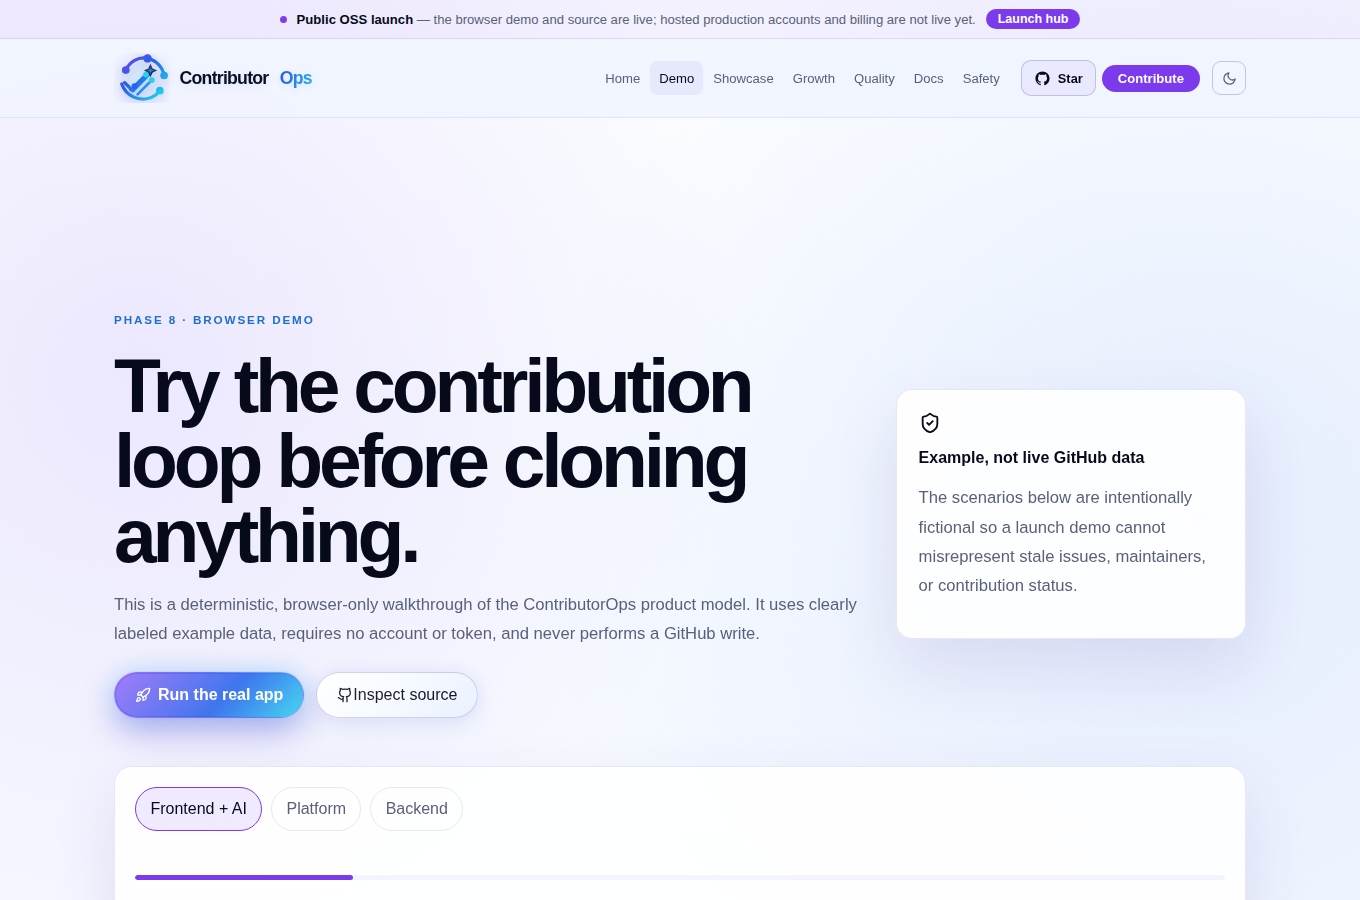 Public OSS launch — the browser demo and source are live; hosted production accounts and billing are not live yet. Launch hub
Contributor Ops
Home Demo Showcase Growth Quality Docs Safety Star Contribute
PHASE 8 · BROWSER DEMO
Try the contribution
loop before cloning
anything.
This is a deterministic, browser-only walkthrough of the ContributorOps product model. It uses clearly
labeled example data, requires no account or token, and never performs a GitHub write.
Run the real app Inspect source
Example, not live GitHub data
The scenarios below are intentionally
fictional so a launch demo cannot
misrepresent stale issues, maintainers,
or contribution status.
Frontend + AI Platform Backend